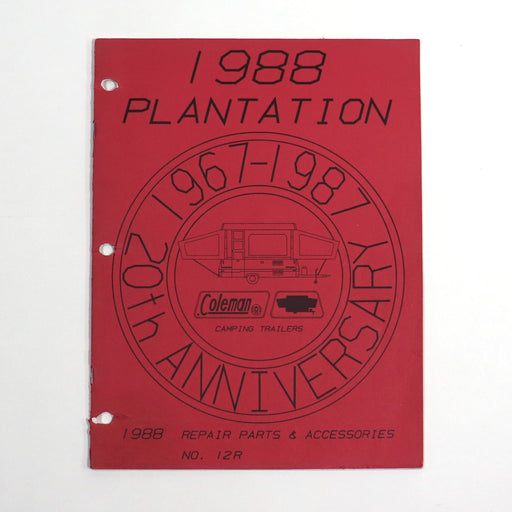 1988
PLANTATION
1967-1987
20th ANNIVERSARY
Coleman
CAMPING TRAILERS
1988 REPAIR PARTS & ACCESSORIES
NO. 12R